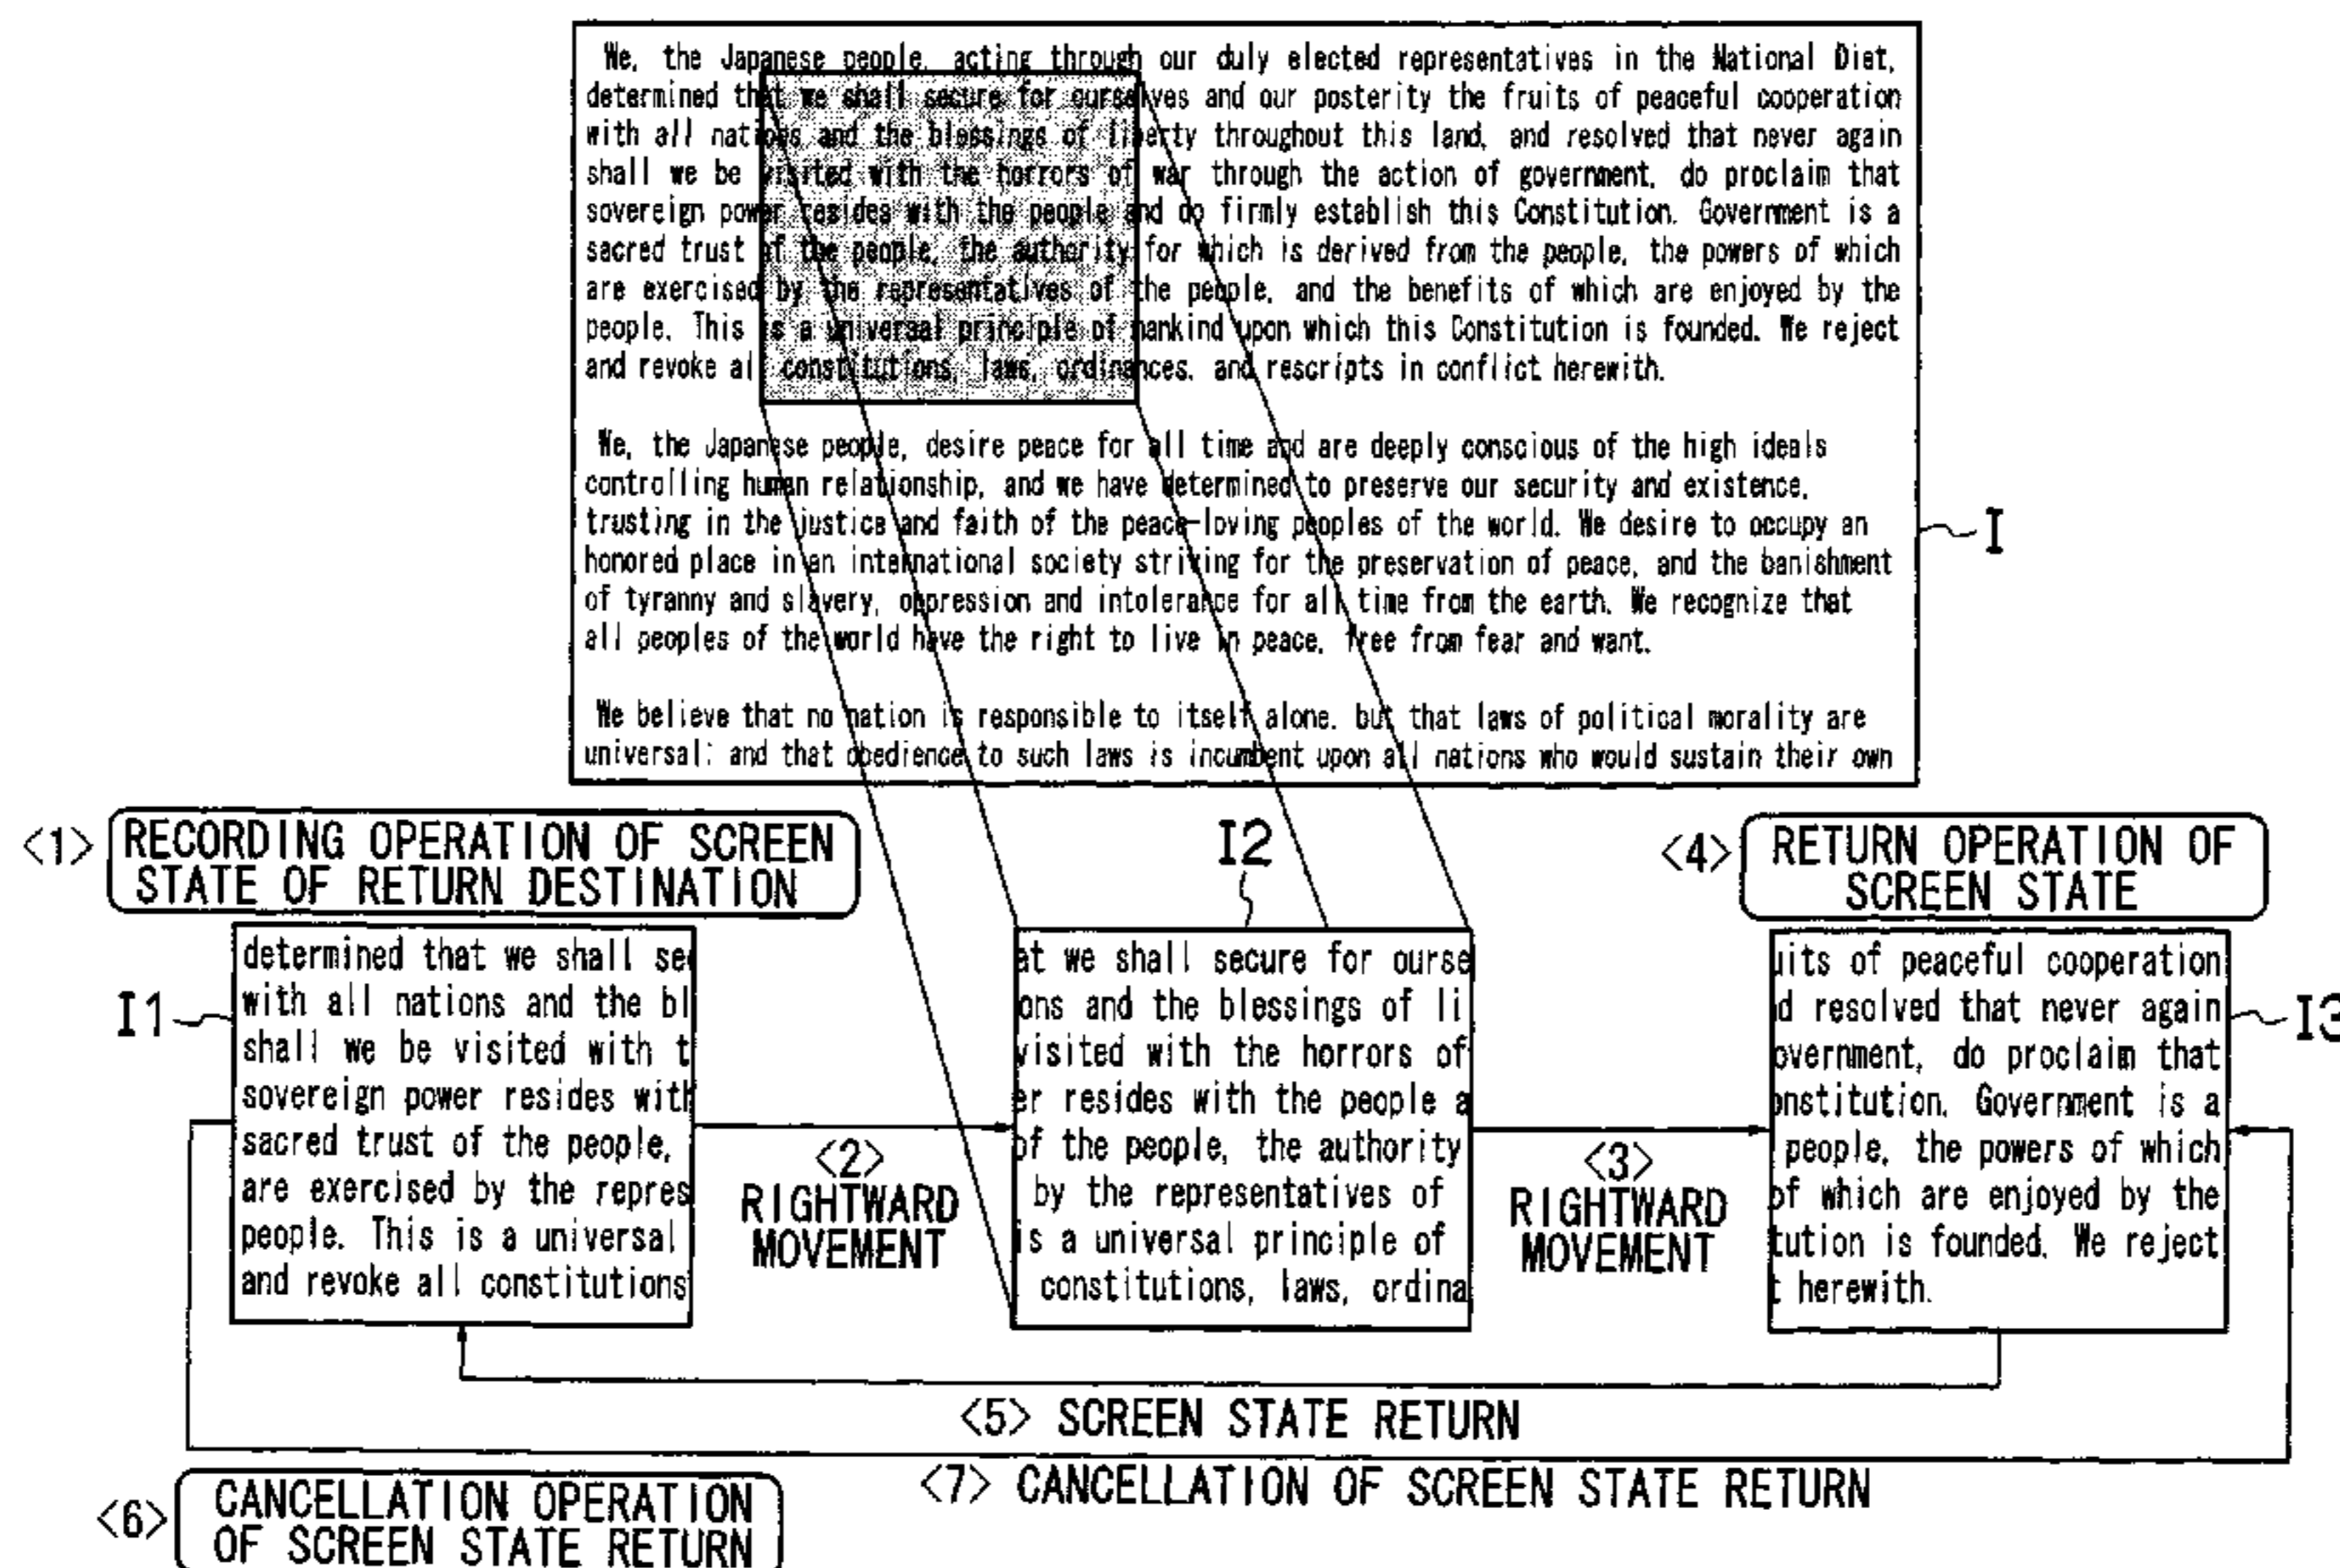 We, the Japanese people, acting through our duly elected representatives in the National Diet,
determined that we shall secure for ourselves and our posterity the fruits of peaceful cooperation
with all nations and the blessings of liberty throughout this land, and resolved that never again
shall we be visited with the horrors of war through the action of government, do proclaim that
sovereign power resides with the people and do firmly establish this Constitution. Government is a
sacred trust of the people, the authority for which is derived from the people, the powers of which
are exercised by the representatives of the people, and the benefits of which are enjoyed by the
people. This is a universal principle of mankind upon which this Constitution is founded. We reject
and revoke all constitutions, laws, ordinances, and rescripts in conflict herewith.
We, the Japanese people, desire peace for all time and are deeply conscious of the high ideals
controlling human relationship, and we have determined to preserve our security and existence,
trusting in the justice and faith of the peace-loving peoples of the world. We desire to occupy an
honored place in an international society striving for the preservation of peace, and the banishment
of tyranny and slavery, oppression and intolerance for all time from the earth. We recognize that
all peoples of the world have the right to live in peace, free from fear and want.
We believe that no nation is responsible to itself alone, but that laws of political morality are
universal; and that obedience to such laws is incumbent upon all nations who would sustain their own
I
<1> RECORDING OPERATION OF SCREEN
STATE OF RETURN DESTINATION
I2
<4> RETURN OPERATION OF
SCREEN STATE
I1
determined that we shall sec
with all nations and the bl
shall we be visited with t
sovereign power resides with
sacred trust of the people,
are exercised by the repres
people. This is a universal
and revoke all constitutions
<2>
RIGHTWARD
MOVEMENT
at we shall secure for ourse
ons and the blessings of li
visited with the horrors of
er resides with the people a
of the people, the authority
by the representatives of
is a universal principle of
constitutions, laws, ordina
<3>
RIGHTWARD
MOVEMENT
uits of peaceful cooperation
d resolved that never again
overnment, do proclaim that
onstitution. Government is a
people, the powers of which
of which are enjoyed by the
tution is founded. We reject
t herewith.
I3
<5> SCREEN STATE RETURN
<7> CANCELLATION OF SCREEN STATE RETURN
<6> CANCELLATION OPERATION
OF SCREEN STATE RETURN